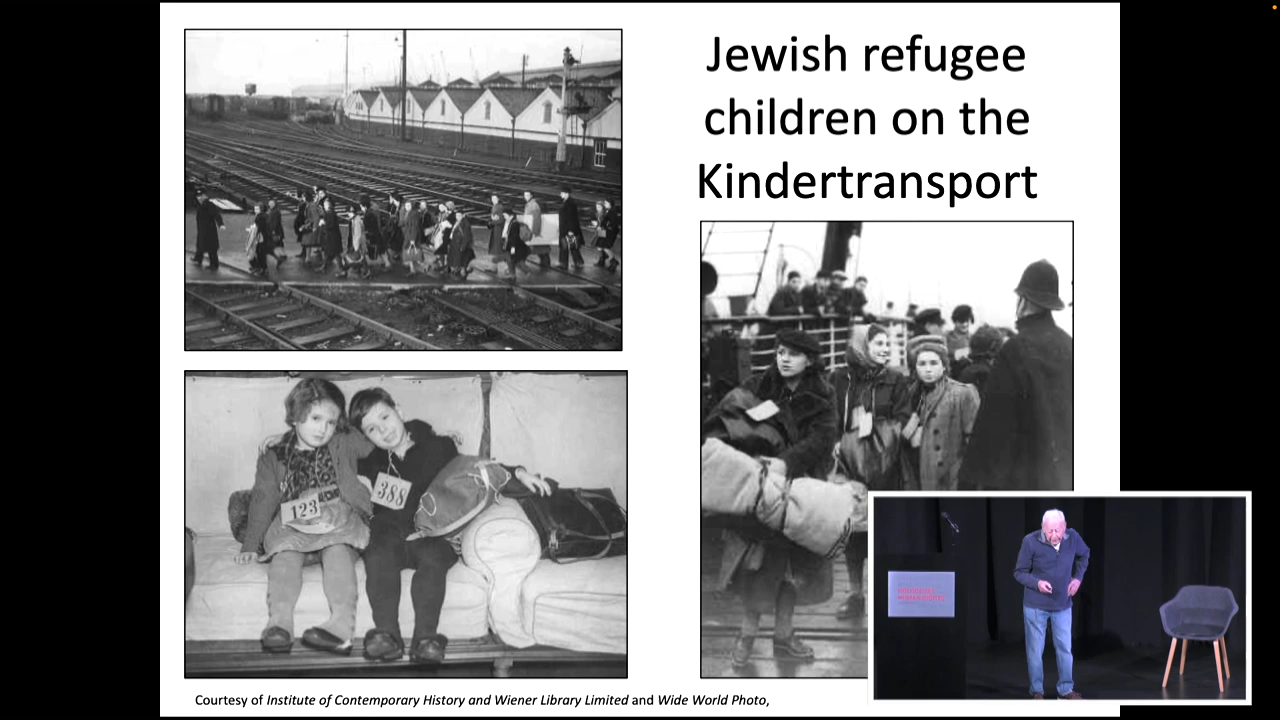 Jewish refugee
children on the
Kindertransport
123
388
Courtesy of Institute of Contemporary History and Wiener Library Limited and Wide World Photo,